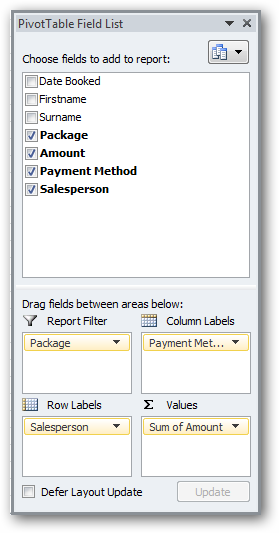 PivotTable Field List
Choose fields to add to report:
Date Booked
Firstname
Surname
Package
Amount
Payment Method
Salesperson
Drag fields between areas below:
Report Filter
Column Labels
Package
Payment Met...
Row Labels
Σ Values
Salesperson
Sum of Amount
Defer Layout Update
Update